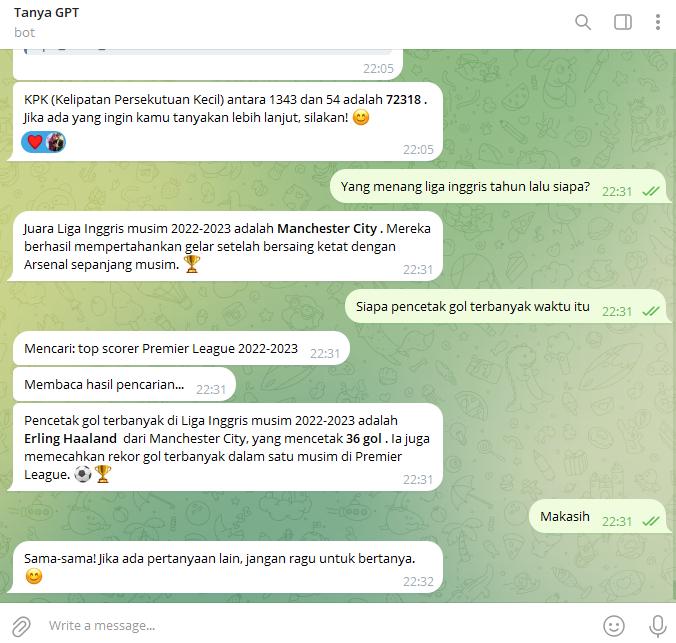 Tanya GPT
bot
22:05
KPK (Kelipatan Persekutuan Kecil) antara 1343 dan 54 adalah 72318 .
Jika ada yang ingin kamu tanyakan lebih lanjut, silakan! 😊
22:05
Yang menang liga inggris tahun lalu siapa? 22:31
Juara Liga Inggris musim 2022-2023 adalah Manchester City . Mereka
berhasil mempertahankan gelar setelah bersaing ketat dengan
Arsenal sepanjang musim. 🏆
22:31
Siapa pencetak gol terbanyak waktu itu 22:31
Mencari: top scorer Premier League 2022-2023 22:31
Membaca hasil pencarian... 22:31
Pencetak gol terbanyak di Liga Inggris musim 2022-2023 adalah
Erling Haaland dari Manchester City, yang mencetak 36 gol . Ia juga
memecahkan rekor gol terbanyak dalam satu musim di Premier
League. ⚽🏆
22:31
Makasih 22:31
Sama-sama! Jika ada pertanyaan lain, jangan ragu untuk bertanya.
😊
22:32
Write a message...